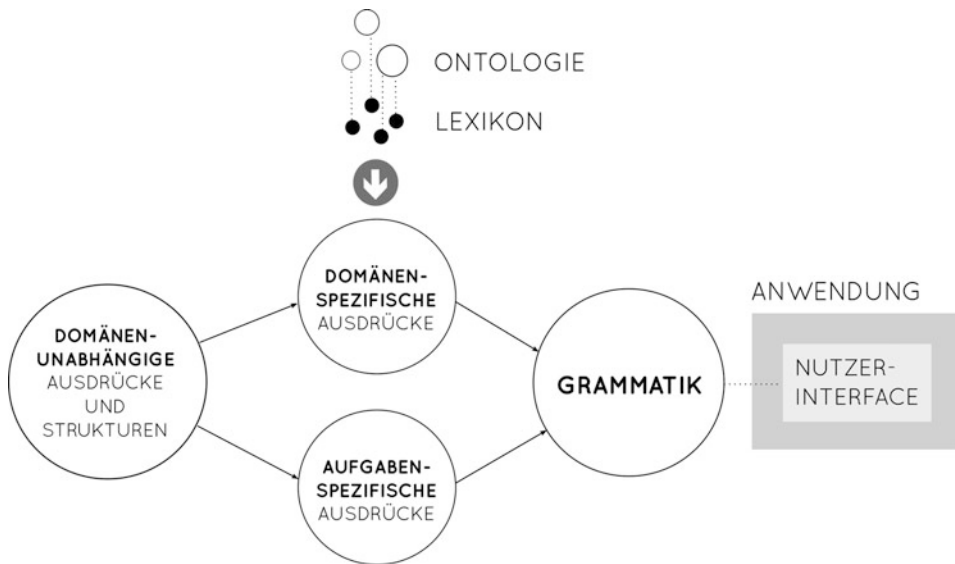 ONTOLOGIE
LEXIKON
DOMÄNEN-
UNABHÄNGIGE
AUSDRÜCKE
UND
STRUKTUREN
DOMÄNEN-
SPEZIFISCHE
AUSDRÜCKE
AUFGABEN-
SPEZIFISCHE
AUSDRÜCKE
GRAMMATIK
ANWENDUNG
NUTZER-
INTERFACE